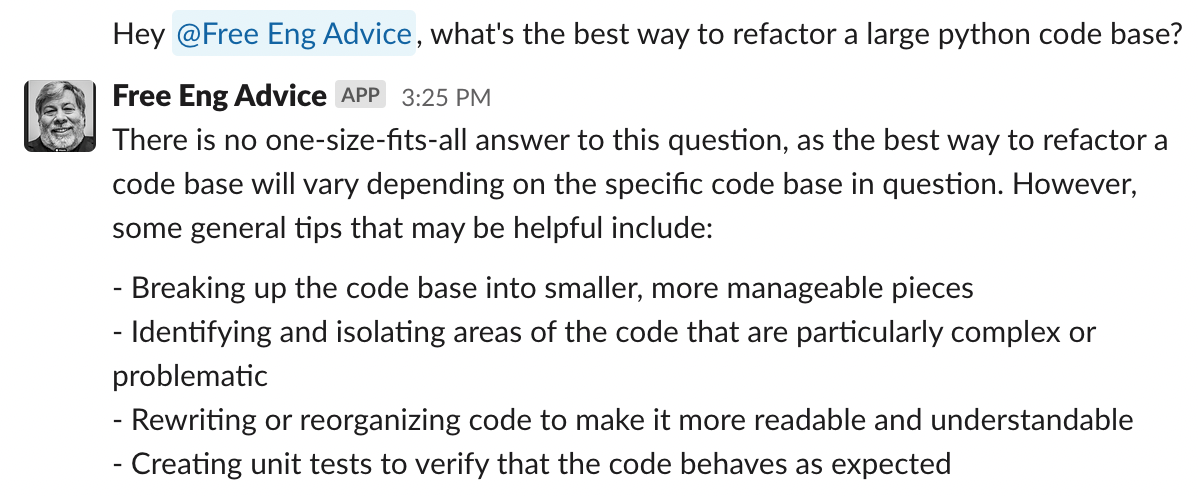 Hey @Free Eng Advice, what's the best way to refactor a large python code base?
Free Eng Advice APP 3:25 PM
There is no one-size-fits-all answer to this question, as the best way to refactor a
code base will vary depending on the specific code base in question. However,
some general tips that may be helpful include:
- Breaking up the code base into smaller, more manageable pieces
- Identifying and isolating areas of the code that are particularly complex or
problematic
- Rewriting or reorganizing code to make it more readable and understandable
- Creating unit tests to verify that the code behaves as expected